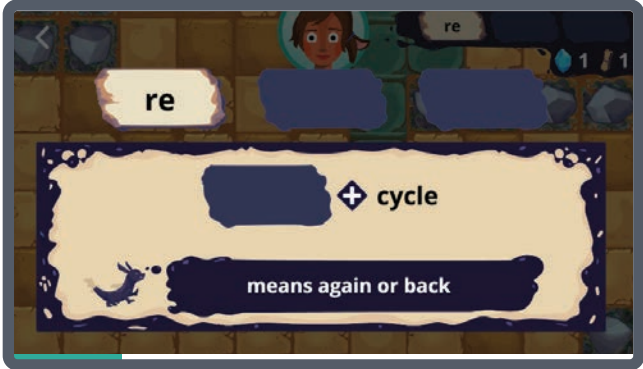 re
1 1
re
+ cycle
means again or back